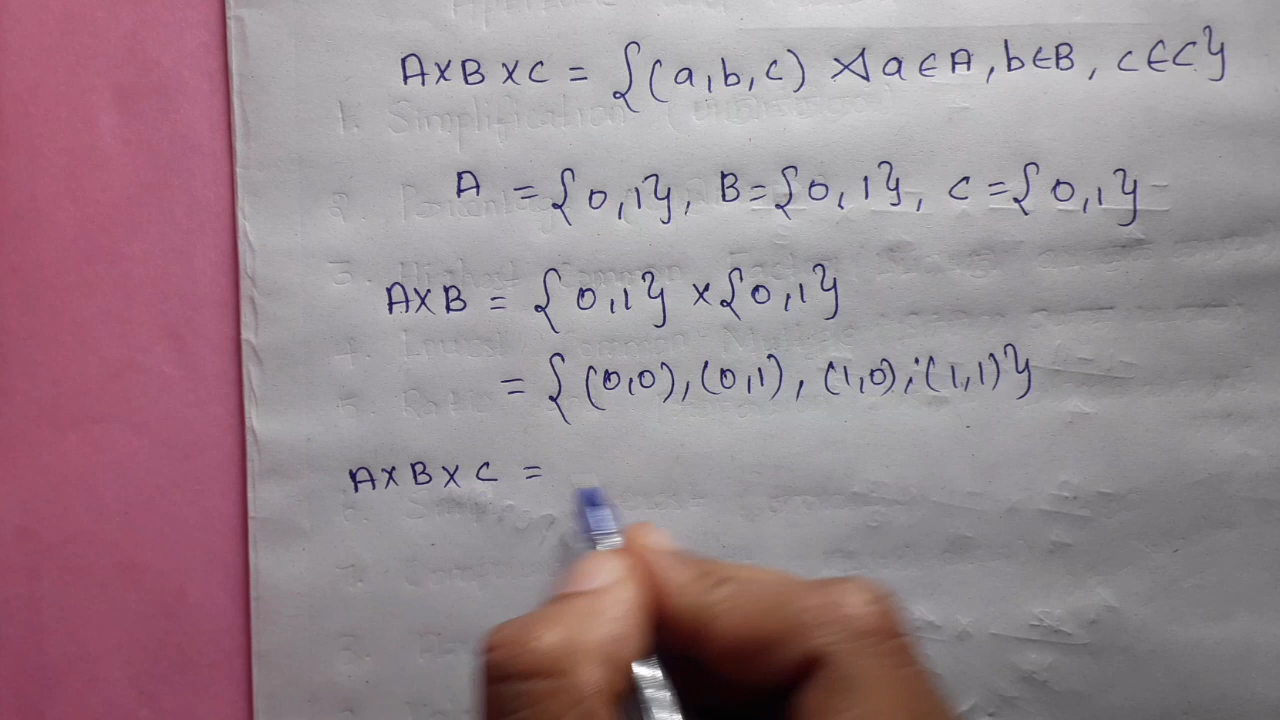 A×B×C = {(a,b,c) ∀ a∈A, b∈B, c∈C}
A = {0,1}, B={0,1}, C={0,1}
A×B = {0,1}×{0,1}
= {(0,0),(0,1),(1,0),(1,1)}
A×B×C =